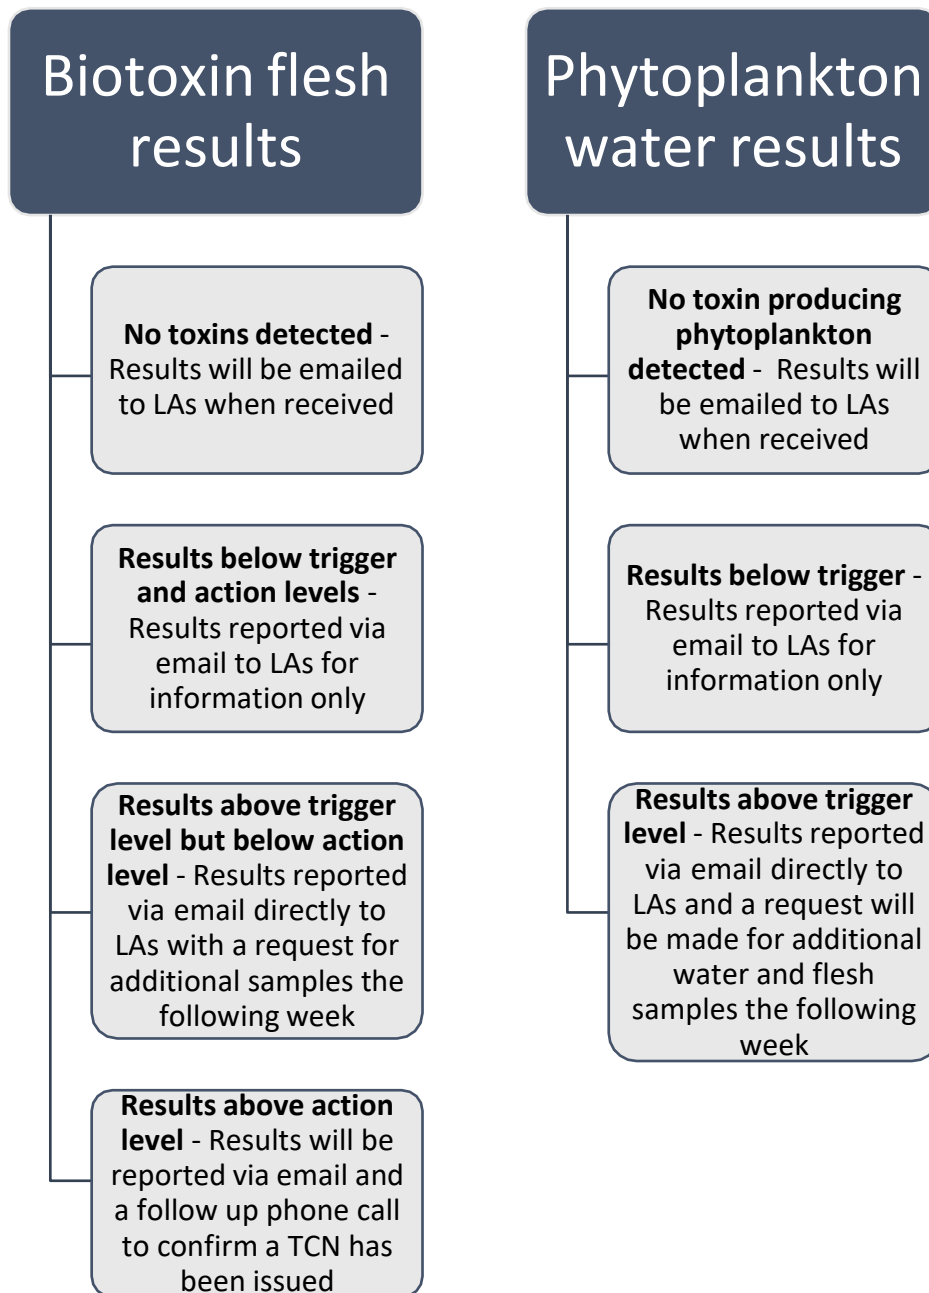 Biotoxin flesh
results
No toxins detected -
Results will be emailed
to LAs when received
Results below trigger
and action levels -
Results reported via
email to LAs for
information only
Results above trigger
level but below action
level - Results reported
via email directly to
LAs with a request for
additional samples the
following week
Results above action
level - Results will be
reported via email and
a follow up phone call
to confirm a TCN has
been issued
Phytoplankton
water results
No toxin producing
phytoplankton
detected - Results will
be emailed to LAs
when received
Results below trigger -
Results reported via
email to LAs for
information only
Results above trigger
level - Results reported
via email directly to
LAs and a request will
be made for additional
water and flesh
samples the following
week